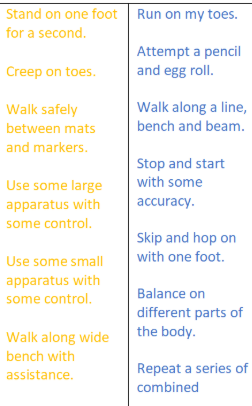 Stand on one foot
for a second.
Creep on toes.
Walk safely
between mats
and markers.
Use some large
apparatus with
some control.
Use some small
apparatus with
some control.
Walk along wide
bench with
assistance.
Run on my toes.
Attempt a pencil
and egg roll.
Walk along a line,
bench and beam.
Stop and start
with some
accuracy.
Skip and hop on
with one foot.
Balance on
different parts of
the body.
Repeat a series of
combined